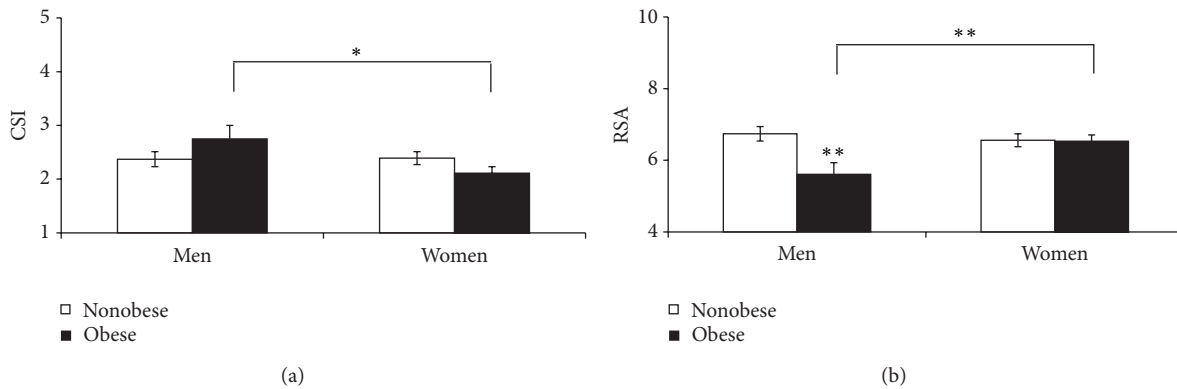 5
4
3
2
1
CSI
*
Men
Women
Nonobese
Obese
(a)
10
8
6
4
RSA
**
**
Men
Women
Nonobese
Obese
(b)